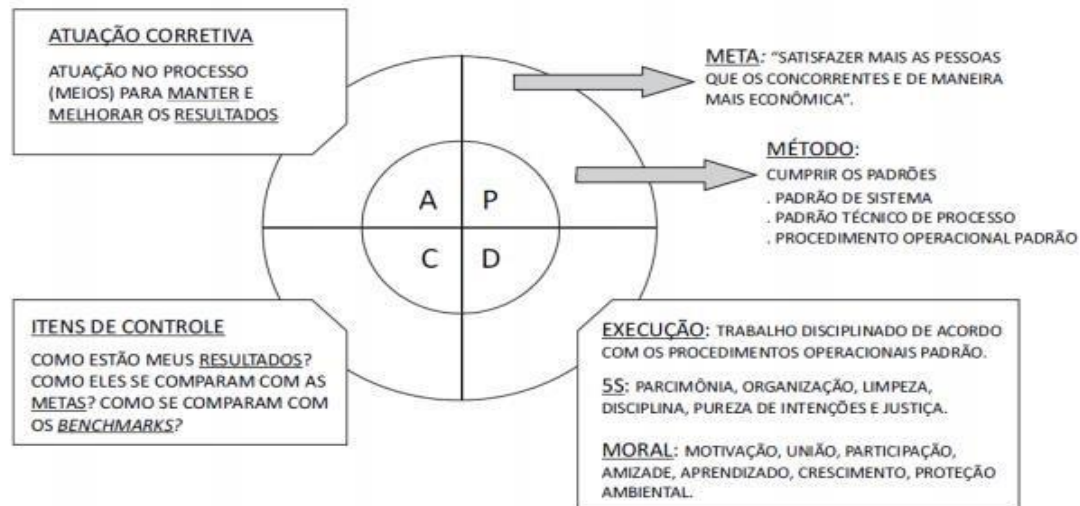 ATUAÇÃO CORRETIVA
ATUAÇÃO NO PROCESSO
(MEIOS) PARA MANTER E
MELHORAR OS RESULTADOS
META: “SATISFAZER MAIS AS PESSOAS
QUE OS CONCORRENTES E DE MANEIRA
MAIS ECONÔMICA”.
MÉTODO:
CUMPRIR OS PADRÕES
. PADRÃO DE SISTEMA
. PADRÃO TÉCNICO DE PROCESSO
. PROCEDIMENTO OPERACIONAL PADRÃO
A P
C D
ITENS DE CONTROLE
COMO ESTÃO MEUS RESULTADOS?
COMO ELES SE COMPARAM COM AS
METAS? COMO SE COMPARAM COM
OS BENCHMARKS?
EXECUÇÃO: TRABALHO DISCIPLINADO DE ACORDO
COM OS PROCEDIMENTOS OPERACIONAIS PADRÃO.
5S: PARCIMÔNIA, ORGANIZAÇÃO, LIMPEZA,
DISCIPLINA, PUREZA DE INTENÇÕES E JUSTIÇA.
MORAL: MOTIVAÇÃO, UNIÃO, PARTICIPAÇÃO,
AMIZADE, APRENDIZADO, CRESCIMENTO, PROTEÇÃO
AMBIENTAL.